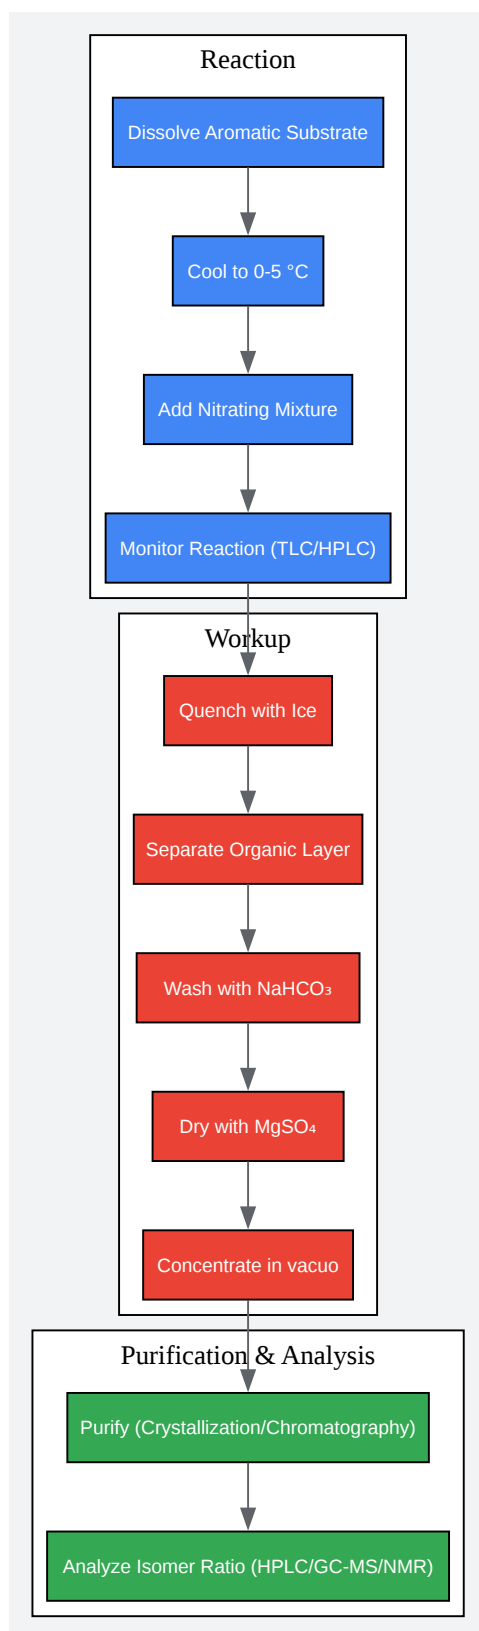 Reaction
Dissolve Aromatic Substrate
Cool to 0-5 °C
Add Nitrating Mixture
Monitor Reaction (TLC/HPLC)
Workup
Quench with Ice
Separate Organic Layer
Wash with NaHCO₃
Dry with MgSO₄
Concentrate in vacuo
Purification & Analysis
Purify (Crystallization/Chromatography)
Analyze Isomer Ratio (HPLC/GC-MS/NMR)